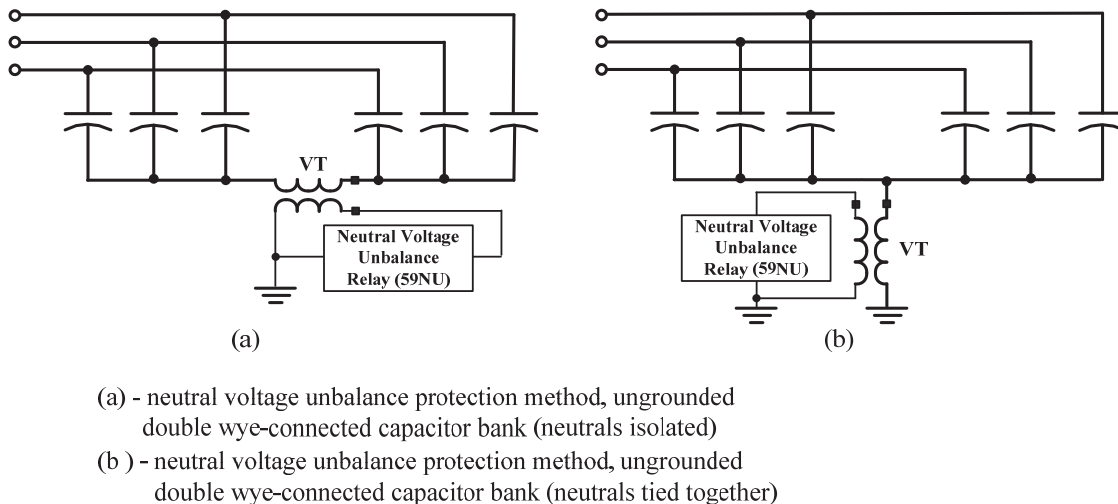 VT
Neutral Voltage
Unbalance
Relay (59NU)
(a)
Neutral Voltage
Unbalance
Relay (59NU)
VT
(b)
(a) - neutral voltage unbalance protection method, ungrounded
double wye-connected capacitor bank (neutrals isolated)
(b ) - neutral voltage unbalance protection method, ungrounded
double wye-connected capacitor bank (neutrals tied together)